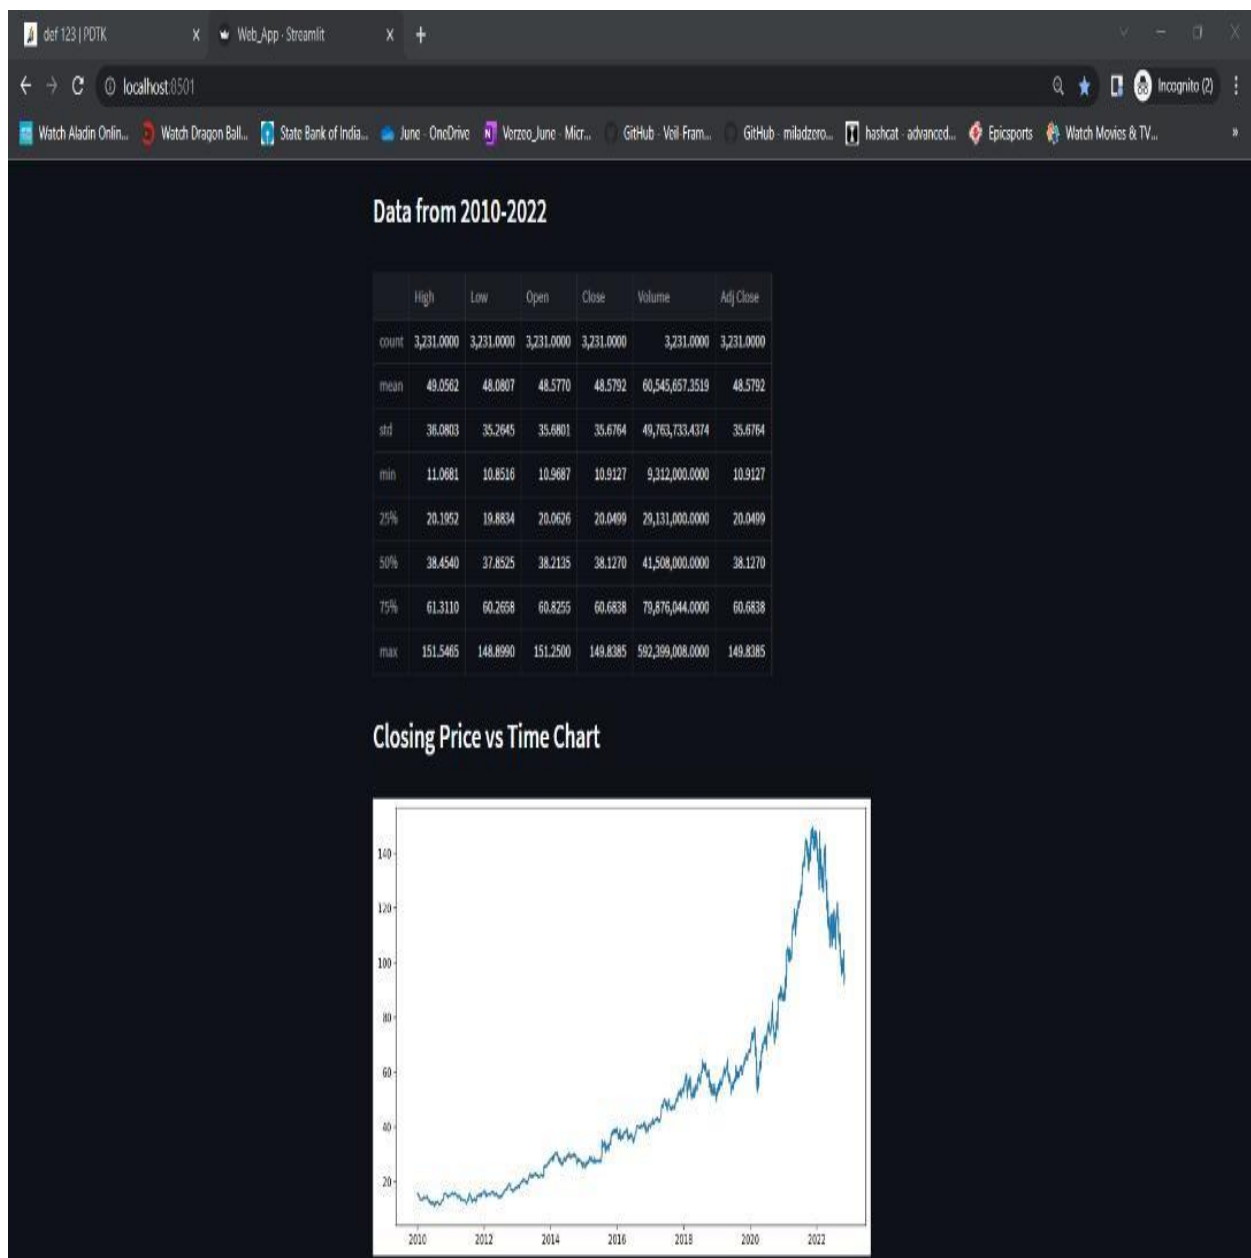 def 123 | PDTK
Web_App · Streamlit
localhost:8501
Incognito (2)
Watch Aladin Onlin... Watch Dragon Ball... State Bank of India... June - OneDrive Verzeo_June - Micr... GitHub - Veil-Fram... GitHub - miladzero... hashcat - advanced... Epicsports Watch Movies & TV...
Data from 2010-2022
High Low Open Close Volume Adj Close
count 3,231.0000 3,231.0000 3,231.0000 3,231.0000 3,231.0000 3,231.0000
mean 49.0562 48.0807 48.5770 48.5792 60,545,657.3519 48.5792
std 36.0803 35.2645 35.6801 35.6764 49,763,733.4374 35.6764
min 11.0681 10.8516 10.9687 10.9127 9,312,000.0000 10.9127
25% 20.1952 19.8834 20.0626 20.0499 29,131,000.0000 20.0499
50% 38.4540 37.8525 38.2135 38.1270 41,508,000.0000 38.1270
75% 61.3110 60.2658 60.8255 60.6838 79,876,044.0000 60.6838
max 151.5465 148.8990 151.2500 149.8385 592,399,008.0000 149.8385
Closing Price vs Time Chart
140
120
100
80
60
40
20
2010 2012 2014 2016 2018 2020 2022